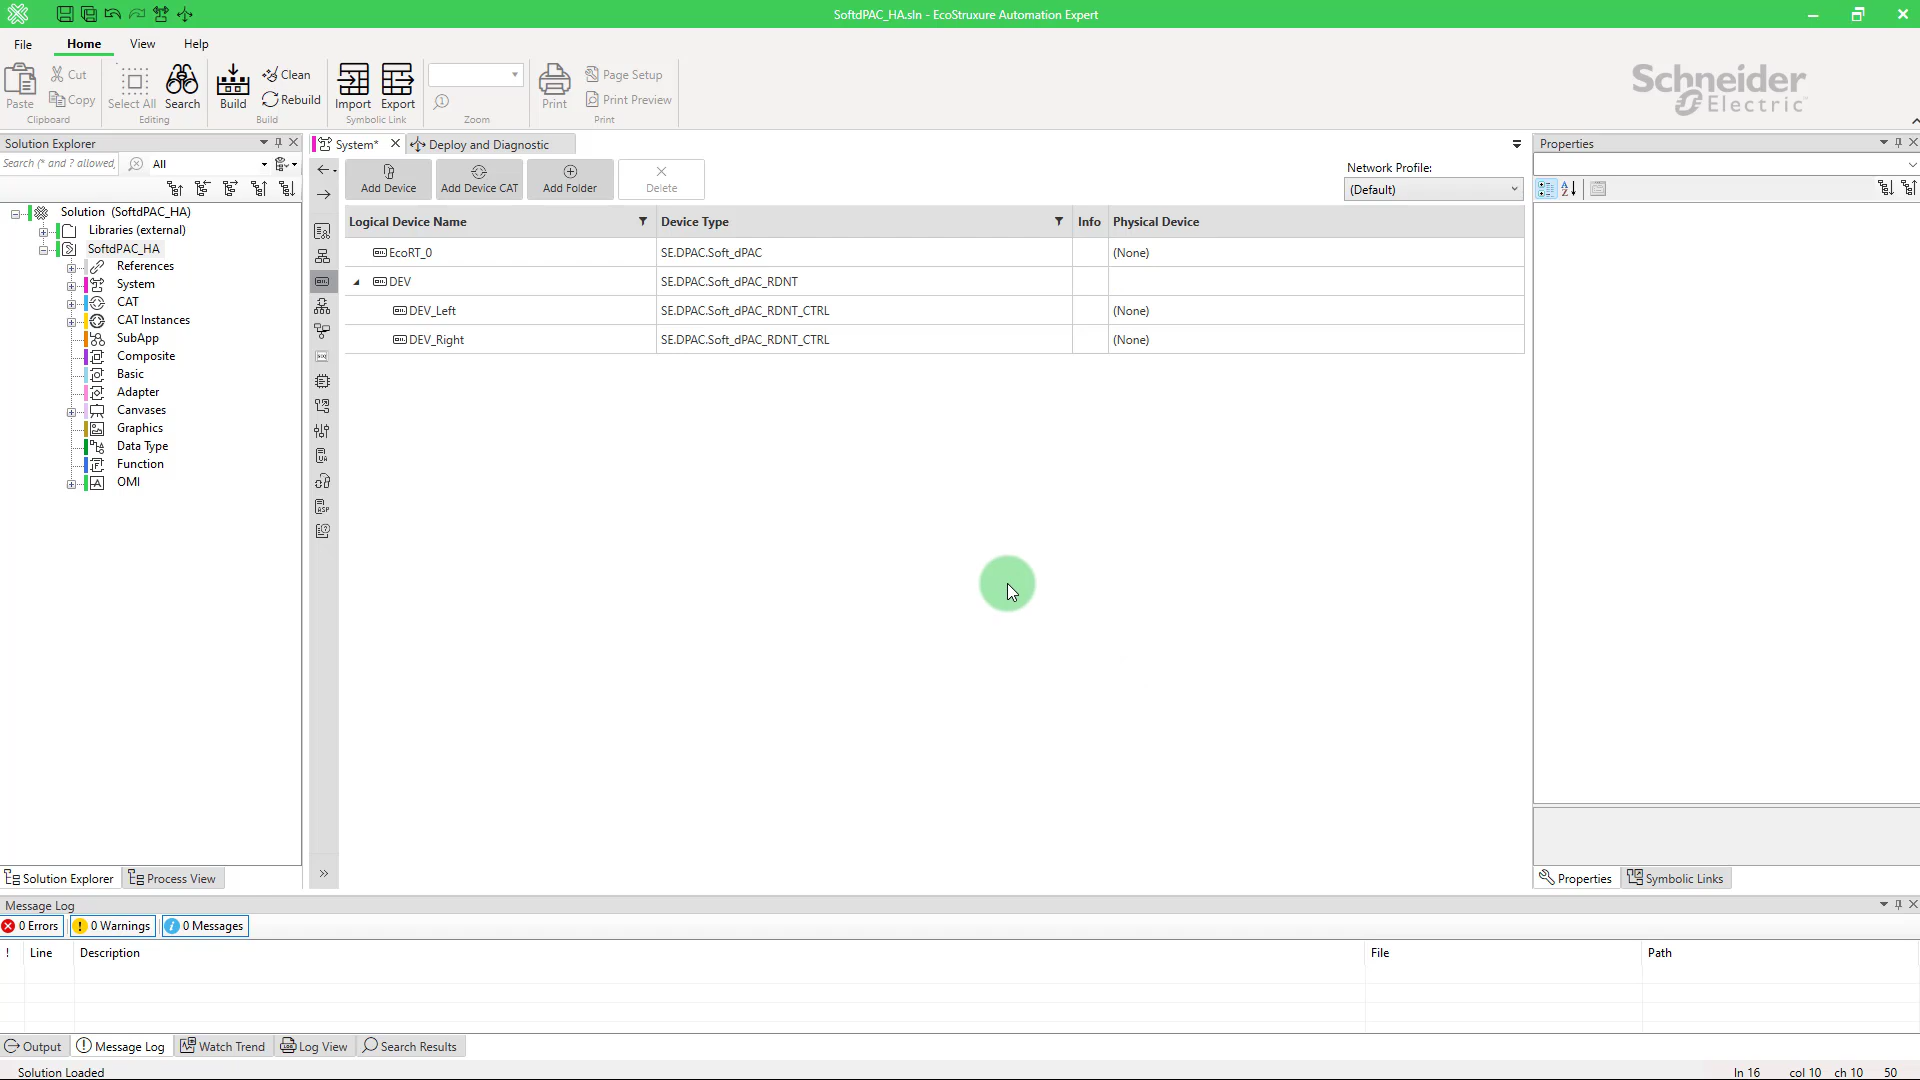 SoftdPAC_HA.sln - EcoStruxure Automation Expert
File
Home
View
Help
Paste
Cut
Copy
Clipboard
Select All
Search
Editing
Build
Clean
Rebuild
Build
Import
Export
Symbolic Link
Zoom
Print
Page Setup
Print Preview
Print
Schneider
Electric
Solution Explorer
Search (* and ? allowed,
All
Solution (SoftdPAC_HA)
Libraries (external)
SoftdPAC_HA
References
System
CAT
CAT Instances
SubApp
Composite
Basic
Adapter
Canvases
Graphics
Data Type
Function
OMI
Solution Explorer
Process View
System*
Deploy and Diagnostic
Add Device
Add Device CAT
Add Folder
Delete
Network Profile:
(Default)
Logical Device Name
Device Type
Info
Physical Device
EcoRT_0
SE.DPAC.Soft_dPAC
(None)
DEV
SE.DPAC.Soft_dPAC_RDNT
DEV_Left
SE.DPAC.Soft_dPAC_RDNT_CTRL
(None)
DEV_Right
SE.DPAC.Soft_dPAC_RDNT_CTRL
(None)
Properties
Properties
Symbolic Links
Message Log
0 Errors
0 Warnings
0 Messages
!
Line
Description
File
Path
Output
Message Log
Watch Trend
Log View
Search Results
Solution Loaded
ln 16
col 10
ch 10
50